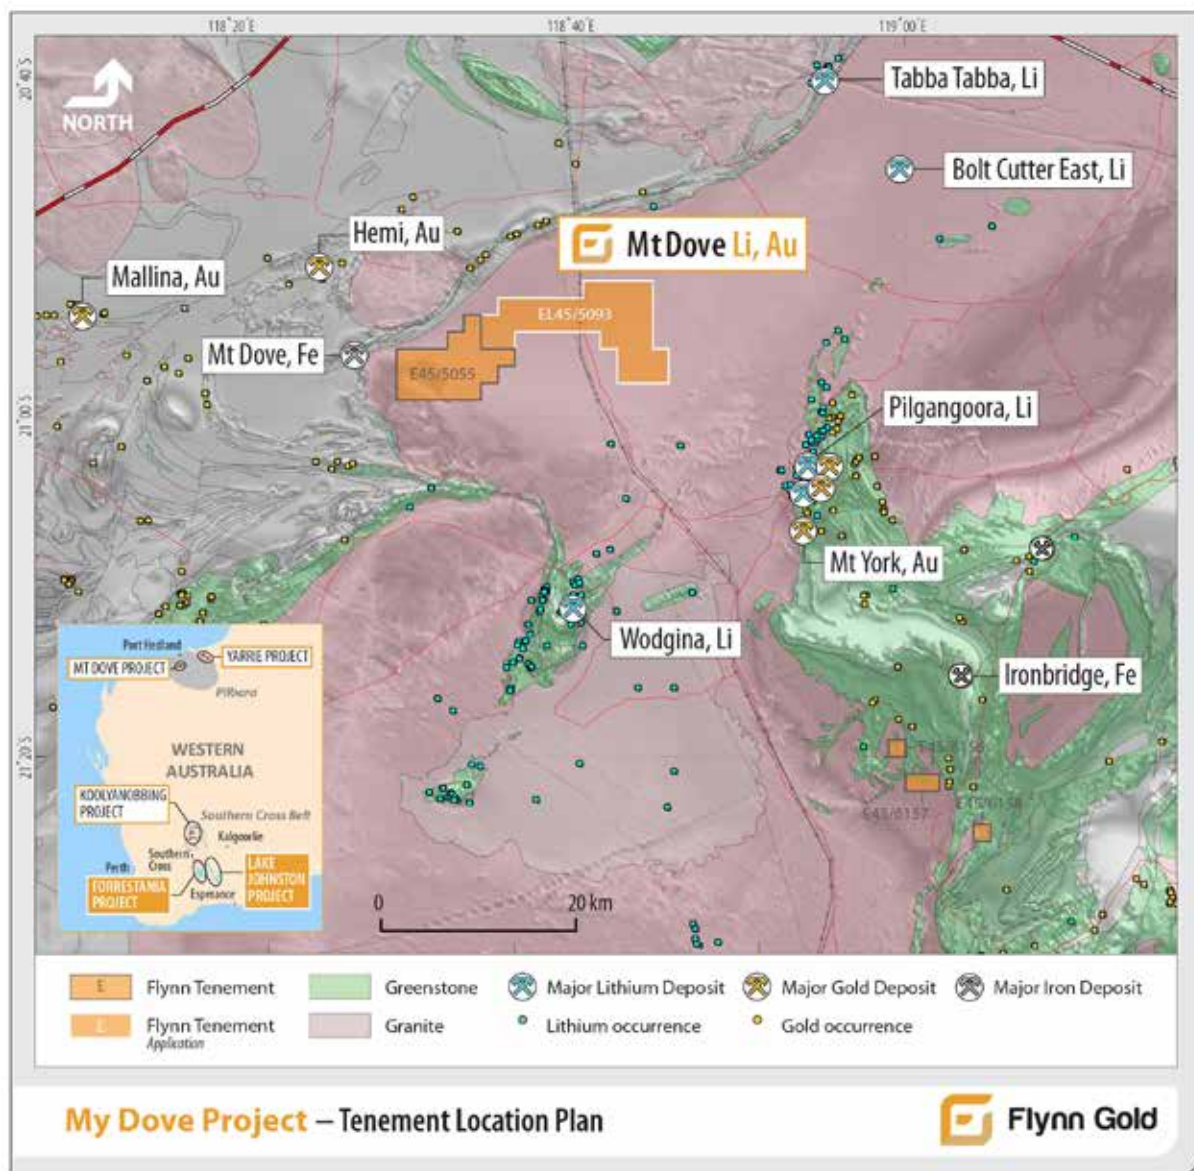 118°20'E
118°40'E
119°00'E
20°40'S
NORTH
Tabba Tabba, Li
Bolt Cutter East, Li
Hemi, Au
Mt Dove Li, Au
Mallina, Au
EL45/5093
Mt Dove, Fe
E45/5055
21°00'S
Pilgangoora, Li
Mt York, Au
Wodgina, Li
Ironbridge, Fe
21°20'S
E45/6157
Port Hedland
YARRIE PROJECT
MT DOVE PROJECT
Pilbara
WESTERN
AUSTRALIA
KOOLYANOBBING
PROJECT
Southern Cross Belt
Kalgoorlie
Southern
Cross
Perth
LAKE
JOHNSTON
PROJECT
FORRESTANIA
PROJECT
Esperance
0 20 km
E Flynn Tenement
Greenstone
Major Lithium Deposit
Major Gold Deposit
Major Iron Deposit
E Flynn Tenement
Application
Granite
Lithium occurrence
Gold occurrence
My Dove Project – Tenement Location Plan
Flynn Gold